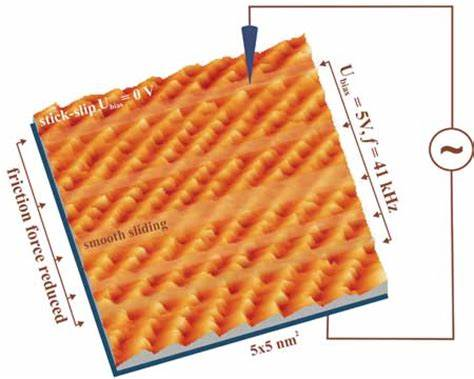 stick-slip U_bias = 0 V
U_bias = 5V, f = 41 kHz
~
smooth sliding
friction force reduced
5x5 nm²